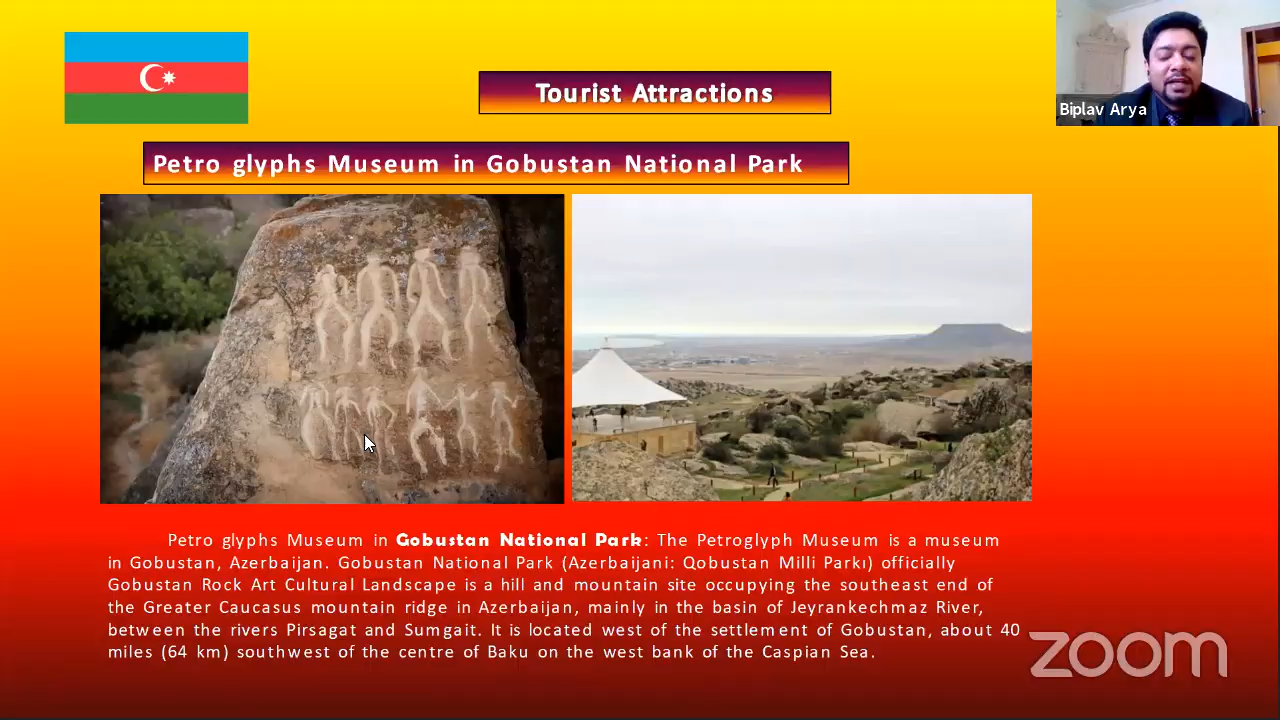 Tourist Attractions
Biplav Arya
Petro glyphs Museum in Gobustan National Park
Petro glyphs Museum in Gobustan National Park: The Petroglyph Museum is a museum
in Gobustan, Azerbaijan. Gobustan National Park (Azerbaijani: Qobustan Milli Parkı) officially
Gobustan Rock Art Cultural Landscape is a hill and mountain site occupying the southeast end of
the Greater Caucasus mountain ridge in Azerbaijan, mainly in the basin of Jeyrankechmaz River,
between the rivers Pirsagat and Sumgait. It is located west of the settlement of Gobustan, about 40
miles (64 km) southwest of the centre of Baku on the west bank of the Caspian Sea.
zoom